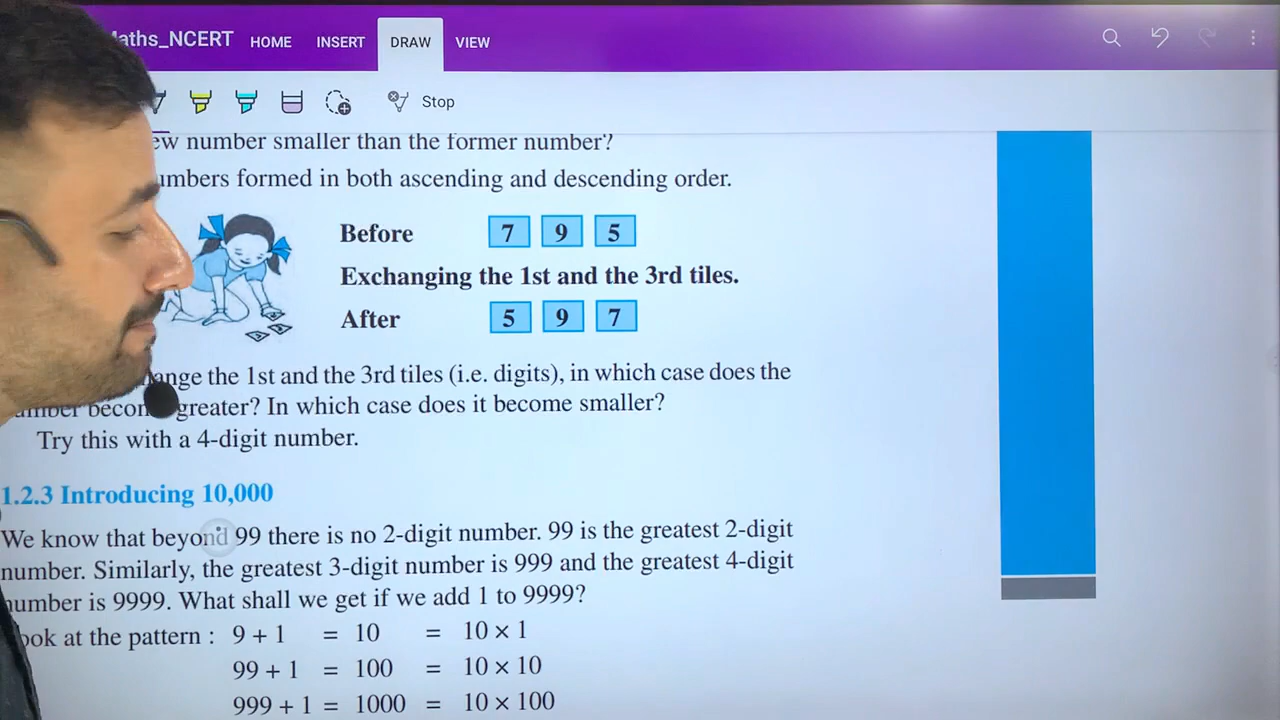 aths_NCERT HOME INSERT DRAW VIEW
Stop
ew number smaller than the former number?
umbers formed in both ascending and descending order.
Before 7 9 5
Exchanging the 1st and the 3rd tiles.
After 5 9 7
ange the 1st and the 3rd tiles (i.e. digits), in which case does the
greater? In which case does it become smaller?
Try this with a 4-digit number.
1.2.3 Introducing 10,000
We know that beyond 99 there is no 2-digit number. 99 is the greatest 2-digit
number. Similarly, the greatest 3-digit number is 999 and the greatest 4-digit
number is 9999. What shall we get if we add 1 to 9999?
ook at the pattern : 9 + 1 = 10 = 10 × 1
99 + 1 = 100 = 10 × 10
999 + 1 = 1000 = 10 × 100